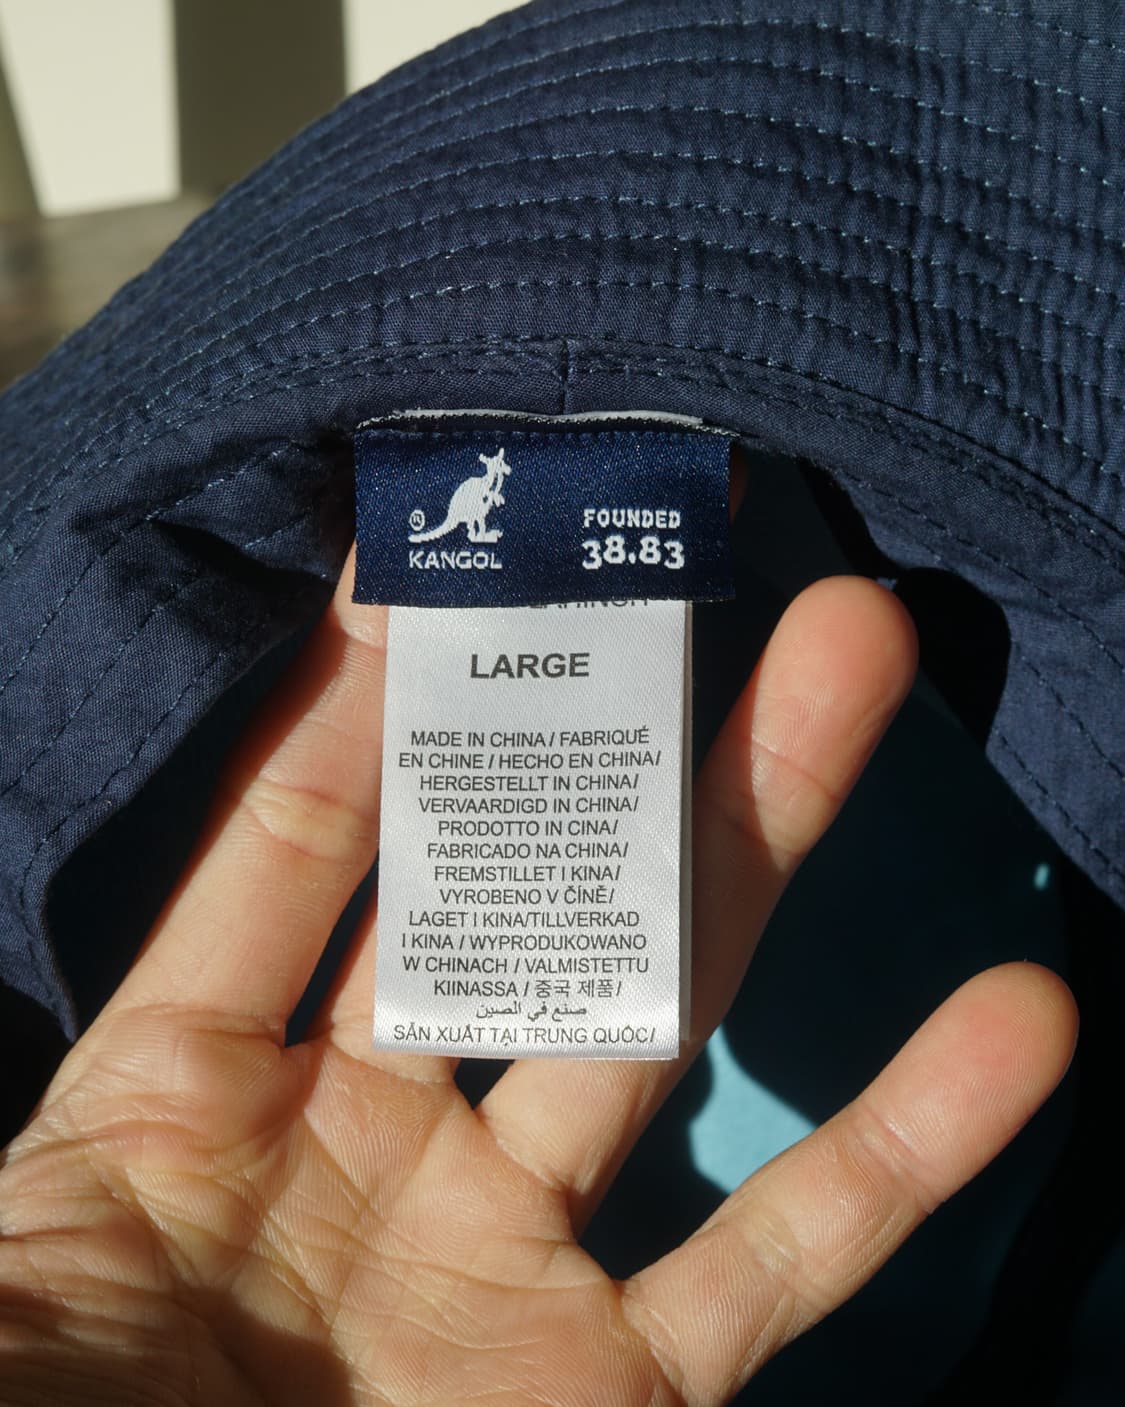 KANGOL
FOUNDED
38.83
LARGE
MADE IN CHINA / FABRIQUÉ
EN CHINE / HECHO EN CHINA/
HERGESTELLT IN CHINA/
VERVAARDIGD IN CHINA/
PRODOTTO IN CINA/
FABRICADO NA CHINA/
FREMSTILLET I KINA/
VYROBENO V ČÍNĚ/
LAGET I KINA/TILLVERKAD
I KINA / WYPRODUKOWANO
W CHINACH / VALMISTETTU
KIINASSA / 중국 제품/
صنع في الصين
SẢN XUẤT TẠI TRUNG QUỐC/